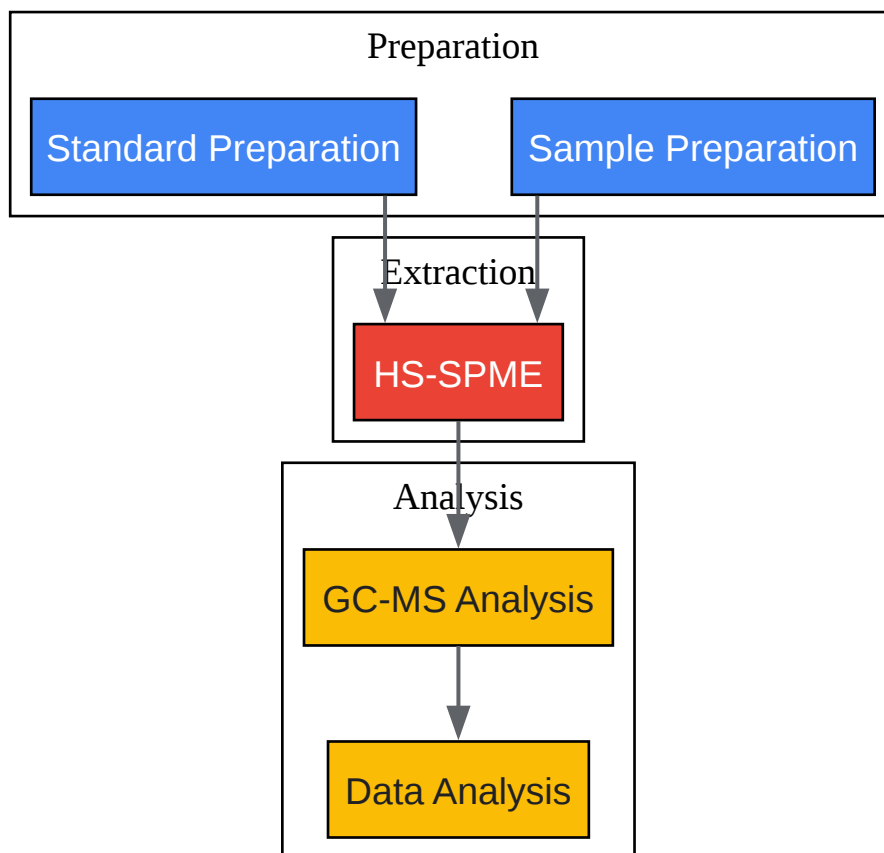 Preparation
Standard Preparation
Sample Preparation
Extraction
HS-SPME
Analysis
GC-MS Analysis
Data Analysis